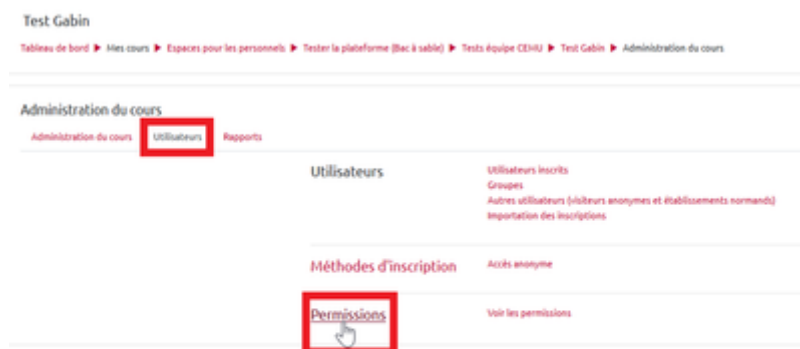 Test Gabin
Tableau de bord ▶ Mes cours ▶ Espaces pour les personnels ▶ Tester la plateforme (Bac à sable) ▶ Tests équipe CEMU ▶ Test Gabin ▶ Administration du cours
Administration du cours
Administration du cours Utilisateurs Rapports
Utilisateurs Utilisateurs inscrits
Groupes
Autres utilisateurs (visiteurs anonymes et établissements normands)
Importation des inscriptions
Méthodes d'inscription Accès anonyme
Permissions Voir les permissions